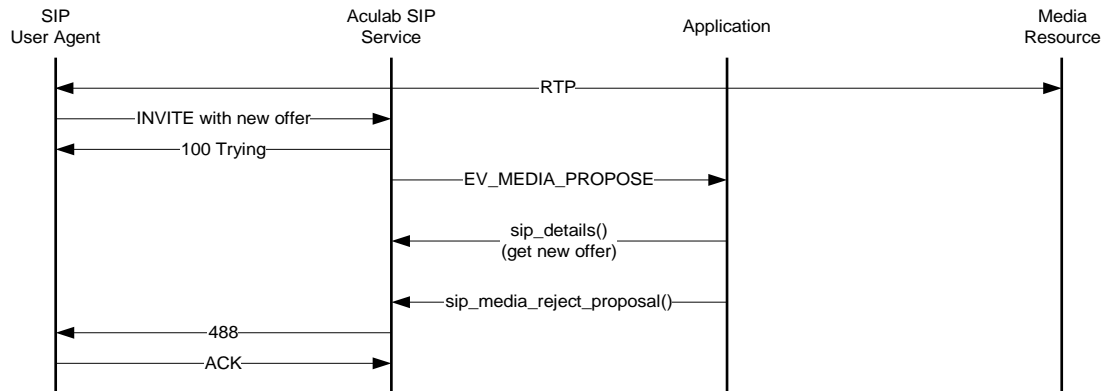 SIP
User Agent
Aculab SIP
Service
Application
Media
Resource
RTP
INVITE with new offer
100 Trying
EV_MEDIA_PROPOSE
sip_details()
(get new offer)
sip_media_reject_proposal()
488
ACK